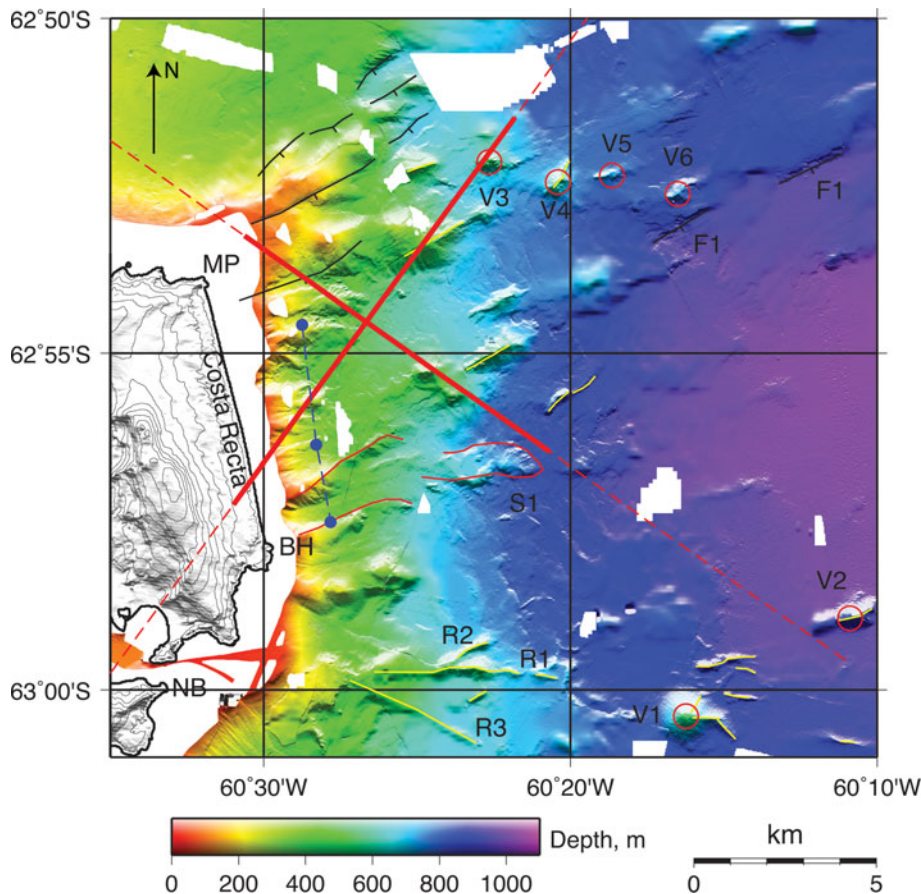 62°50'S
N
V5
V6
V3
V4
F1
F1
MP
62°55'S
Costa Recta
S1
BH
V2
R2
R1
63°00'S
NB
V1
R3
60°30'W
60°20'W
60°10'W
Depth, m
km
0 200 400 600 800 1000
0 5